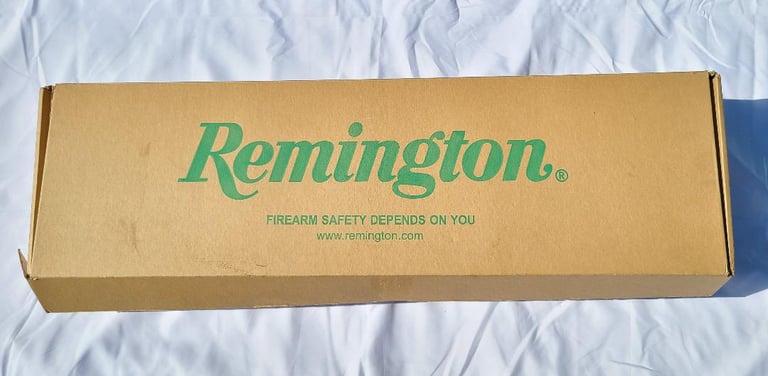 Remington®
FIREARM SAFETY DEPENDS ON YOU
www.remington.com